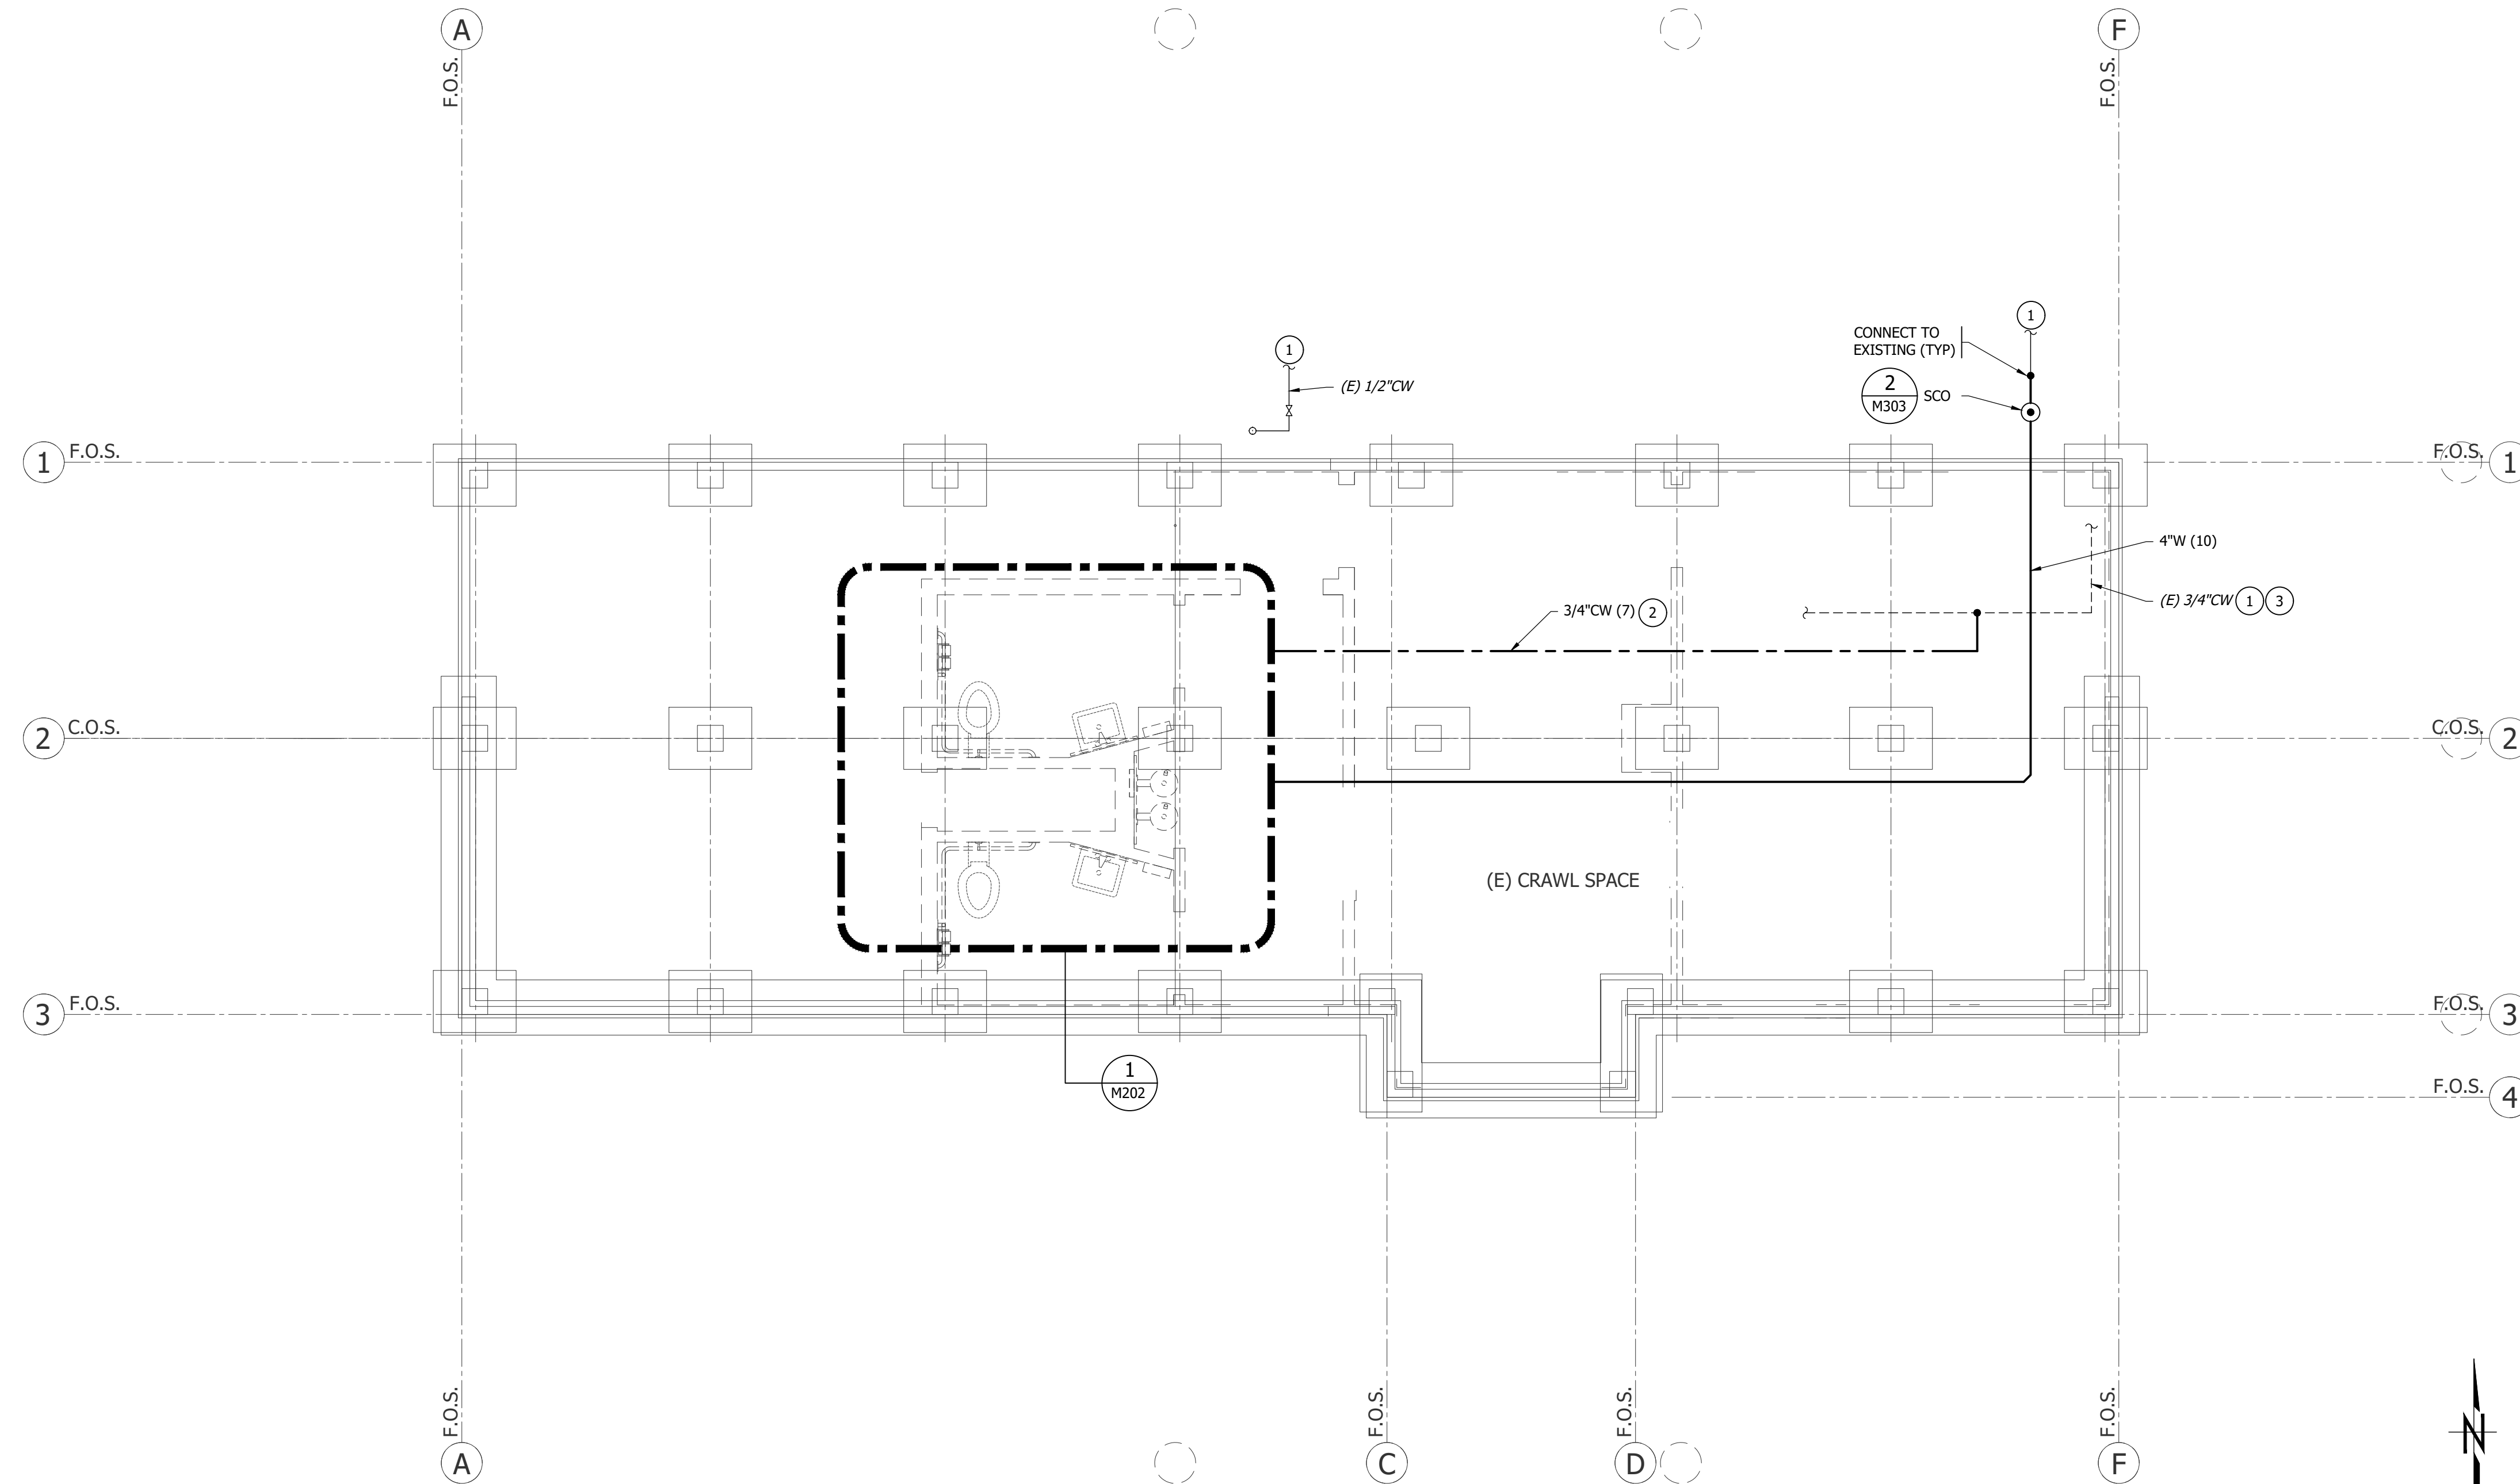 A
F
F.O.S.
F.O.S.
1
CONNECT TO
EXISTING (TYP)
1
(E) 1/2"CW
2
M303
SCO
1
F.O.S.
F.O.S.
1
4"W (10)
3/4"CW (7)
2
(E) 3/4"CW
1
3
2
C.O.S.
C.O.S.
2
(E) CRAWL SPACE
3
F.O.S.
F.O.S.
3
1
M202
F.O.S.
4
F.O.S.
F.O.S.
F.O.S.
F.O.S.
N
A
C
D
F